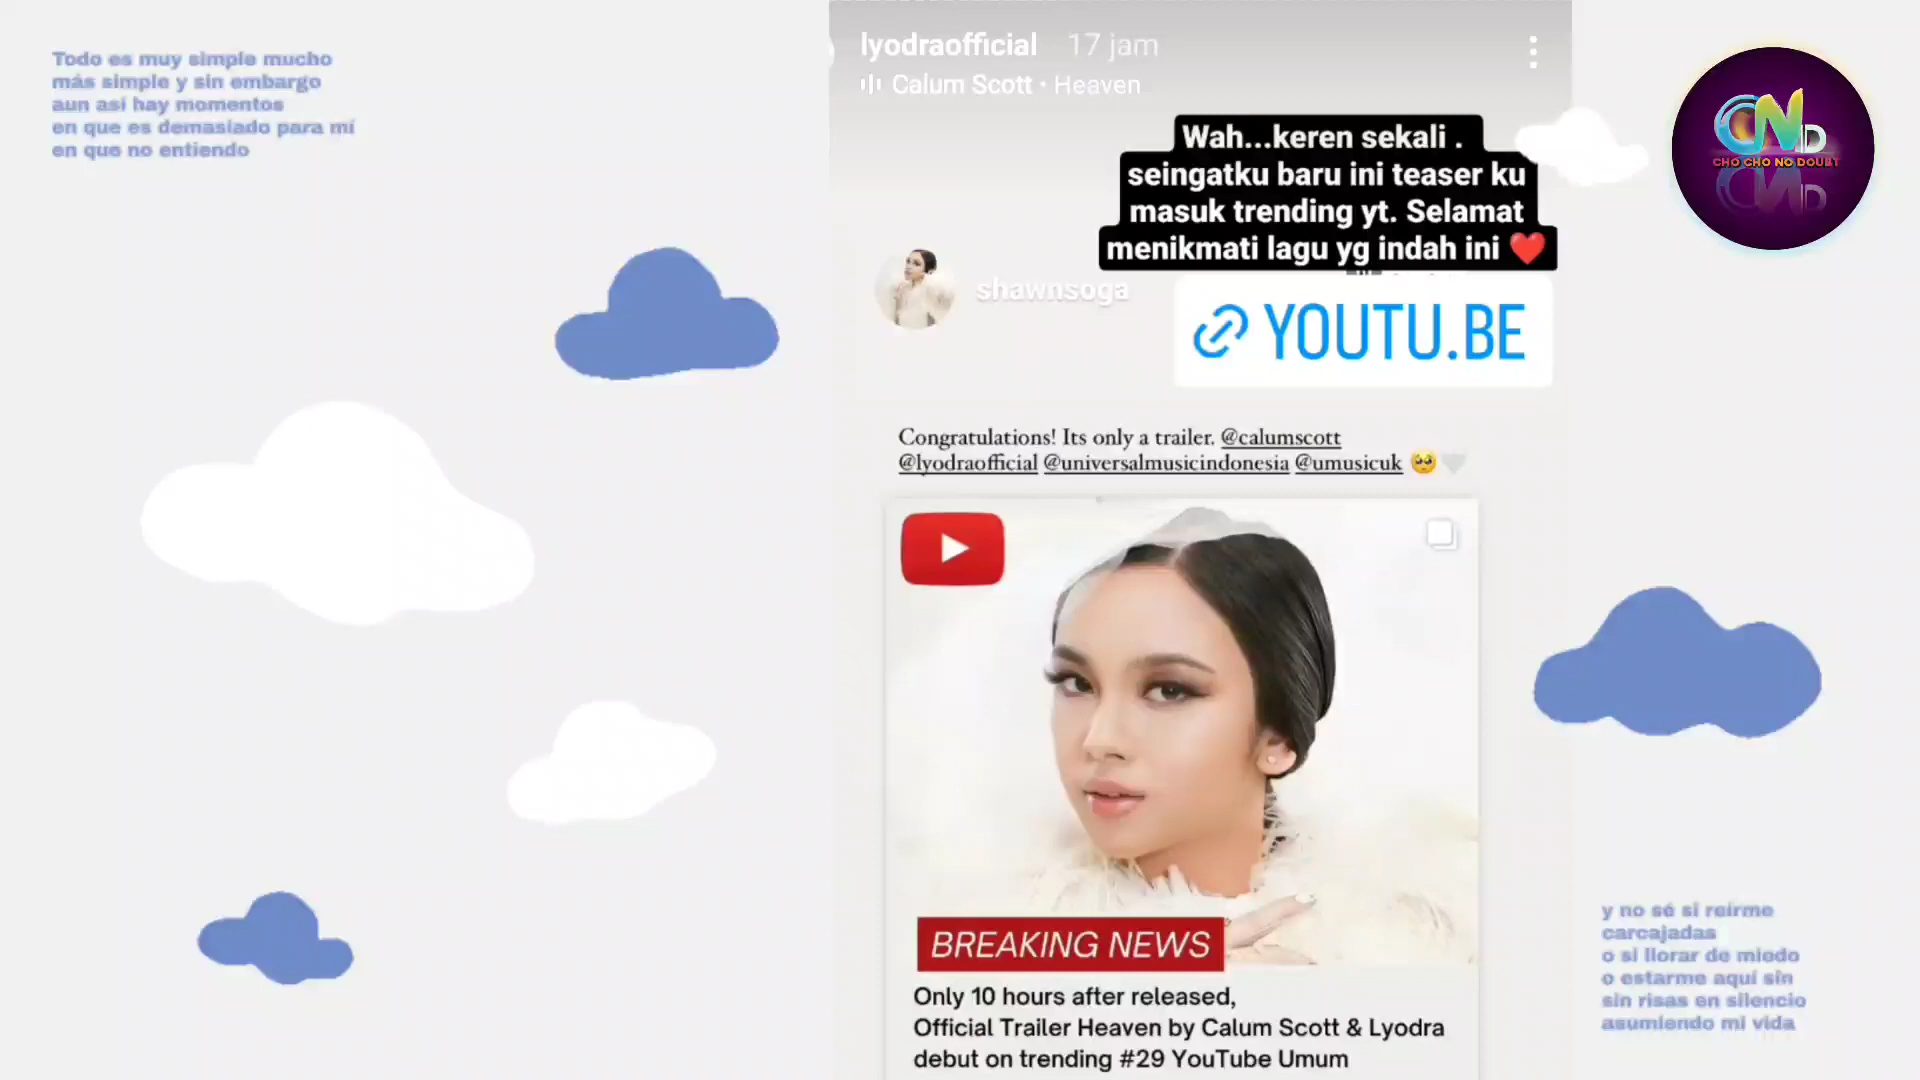 Todo es muy simple mucho
más simple y sin embargo
aun así hay momentos
en que es demasiado para mí
en que no entiendo
lyodraofficial 17 jam
Calum Scott • Heaven
Wah...keren sekali .
seingatku baru ini teaser ku
masuk trending yt. Selamat
menikmati lagu yg indah ini ❤️
shawnsoga
YOUTU.BE
CND
CHO CHO NO DOUBT
Congratulations! Its only a trailer. @calumscott
@lyodraofficial @universalmusicindonesia @umusicuk 🥺🤍
BREAKING NEWS
Only 10 hours after released,
Official Trailer Heaven by Calum Scott & Lyodra
debut on trending #29 YouTube Umum
y no sé si reírme
carcajadas
o si llorar de miedo
o estarme aquí sin
sin risas en silencio
asumiendo mi vida